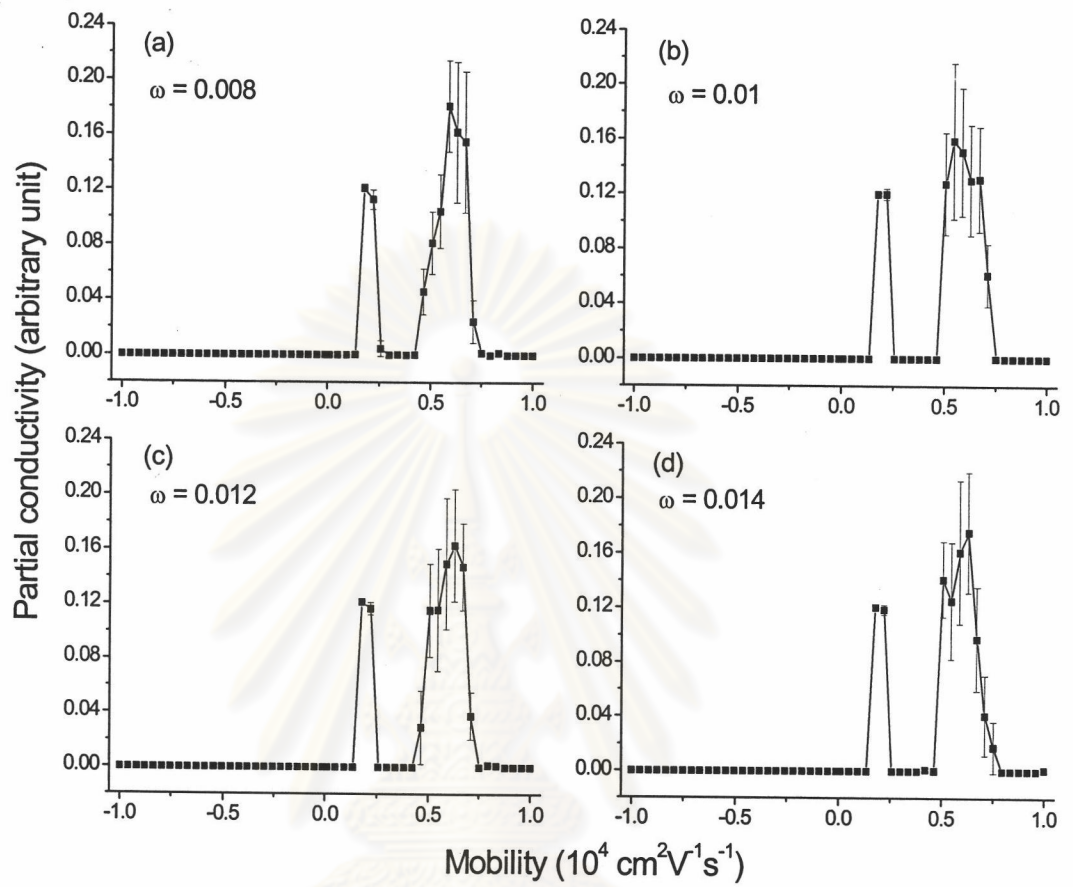 (a)
ω = 0.008
0.24
0.20
0.16
0.12
0.08
0.04
0.00
-1.0 -0.5 0.0 0.5 1.0
(b)
ω = 0.01
0.24
0.20
0.16
0.12
0.08
0.04
0.00
-1.0 -0.5 0.0 0.5 1.0
(c)
ω = 0.012
0.24
0.20
0.16
0.12
0.08
0.04
0.00
-1.0 -0.5 0.0 0.5 1.0
(d)
ω = 0.014
0.24
0.20
0.16
0.12
0.08
0.04
0.00
-1.0 -0.5 0.0 0.5 1.0
Partial conductivity (arbitrary unit)
Mobility (10⁴ cm²V⁻¹s⁻¹)